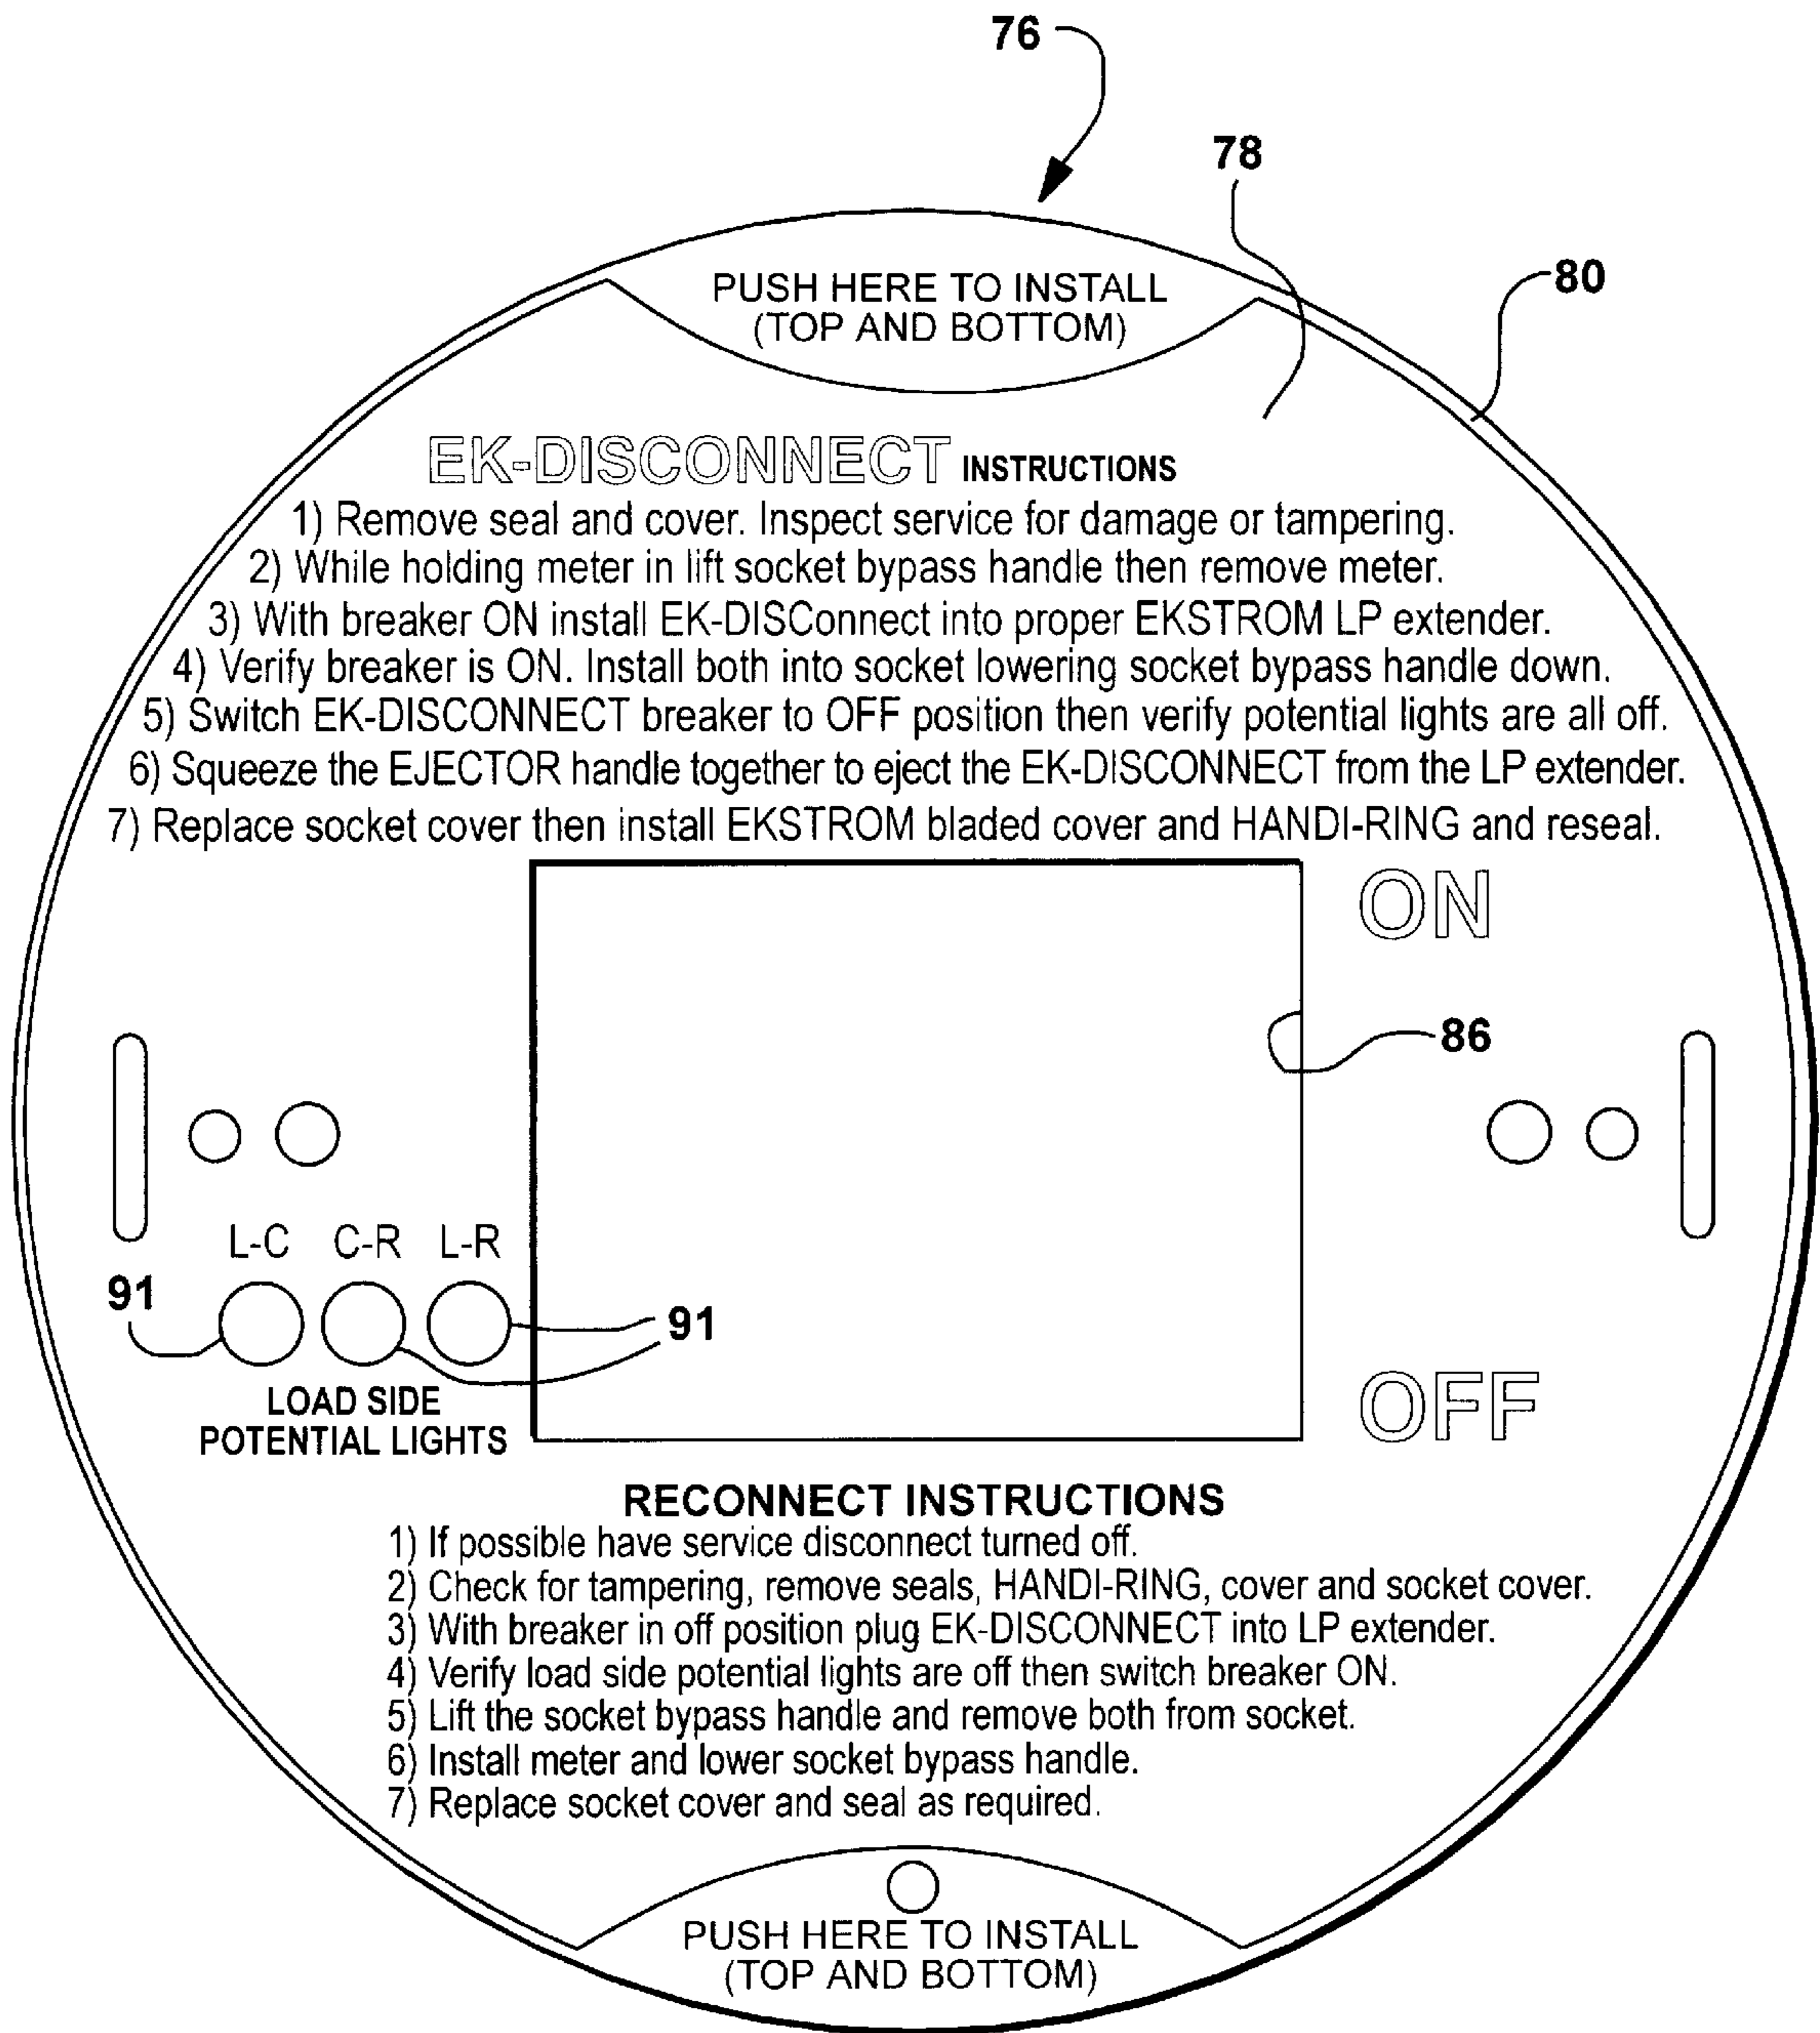 76
78
80
PUSH HERE TO INSTALL
(TOP AND BOTTOM)
EK-DISCONNECT INSTRUCTIONS
1) Remove seal and cover. Inspect service for damage or tampering.
2) While holding meter in lift socket bypass handle then remove meter.
3) With breaker ON install EK-DISConnect into proper EKSTROM LP extender.
4) Verify breaker is ON. Install both into socket lowering socket bypass handle down.
5) Switch EK-DISCONNECT breaker to OFF position then verify potential lights are all off.
6) Squeeze the EJECTOR handle together to eject the EK-DISCONNECT from the LP extender.
7) Replace socket cover then install EKSTROM bladed cover and HANDI-RING and reseal.
ON
86
L-C C-R L-R
91
91
LOAD SIDE
POTENTIAL LIGHTS
OFF
RECONNECT INSTRUCTIONS
1) If possible have service disconnect turned off.
2) Check for tampering, remove seals, HANDI-RING, cover and socket cover.
3) With breaker in off position plug EK-DISCONNECT into LP extender.
4) Verify load side potential lights are off then switch breaker ON.
5) Lift the socket bypass handle and remove both from socket.
6) Install meter and lower socket bypass handle.
7) Replace socket cover and seal as required.
PUSH HERE TO INSTALL
(TOP AND BOTTOM)